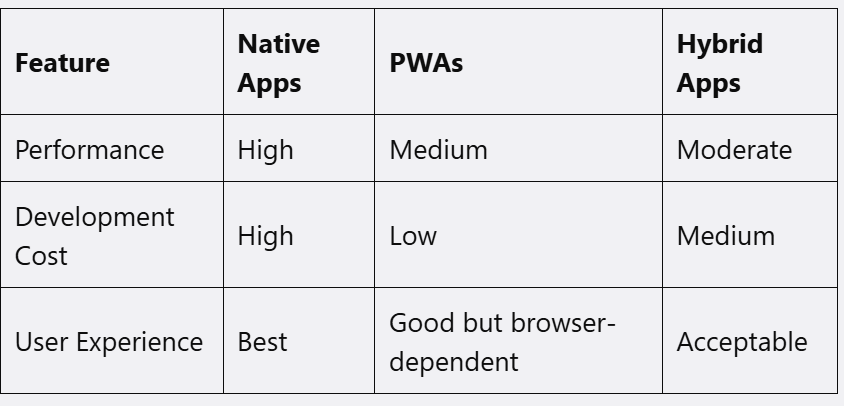 Feature
Native
Apps
PWAs
Hybrid
Apps
Performance
High
Medium
Moderate
Development
Cost
High
Low
Medium
User Experience
Best
Good but browser-
dependent
Acceptable